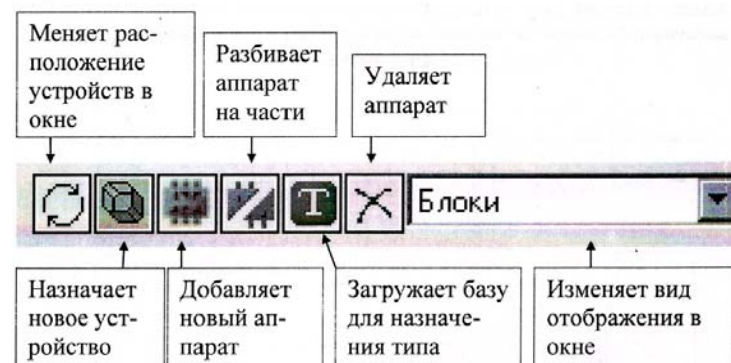 Меняет рас-
положение
устройств в
окне
Разбивает
аппарат
на части
Удаляет
аппарат
T
Блоки
Назначает
новое уст-
ройство
Добавляет
новый ап-
парат
Загружает базу
для назначе-
ния типа
Изменяет вид
отображения в
окне